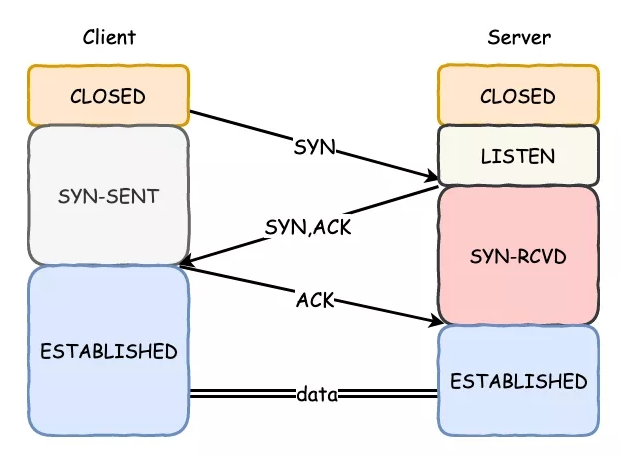 Client
Server
CLOSED
CLOSED
SYN
LISTEN
SYN-SENT
SYN,ACK
SYN-RCVD
ACK
ESTABLISHED
ESTABLISHED
data